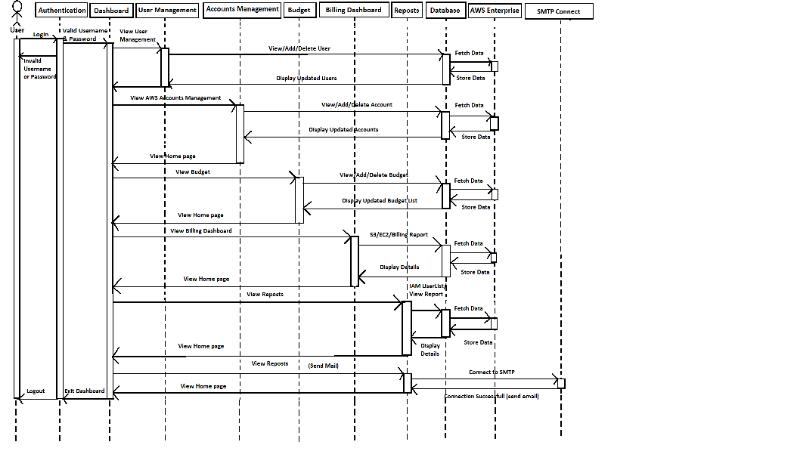 Authentication Dashboard User Management Accounts Management Budget Billing Dashboard Reposts Database AWS Enterprise SMTP Connect
User
Login
Valid Username
& Password
View User
Management
View/Add/Delete User
Fetch Data
Invalid
Username
or Password
Display Updated Users
Store Data
View AWS Accounts Management
View/Add/Delete Account
Fetch Data
Display Updated Accounts
Store Data
View Home page
View Budget
View/Add/Delete Budget
Fetch Data
Display Updated Budget List
Store Data
View Home page
View Billing Dashboard
S3/EC2/Billing Report
Fetch Data
Display Details
Store Data
View Home page
IAM UserList
View Report
View Reposts
Fetch Data
View Home page
Display
Details
Store Data
View Reposts (Send Mail)
Connect to SMTP
View Home page
Logout
Exit Dashboard
Connection Successfull (send email)